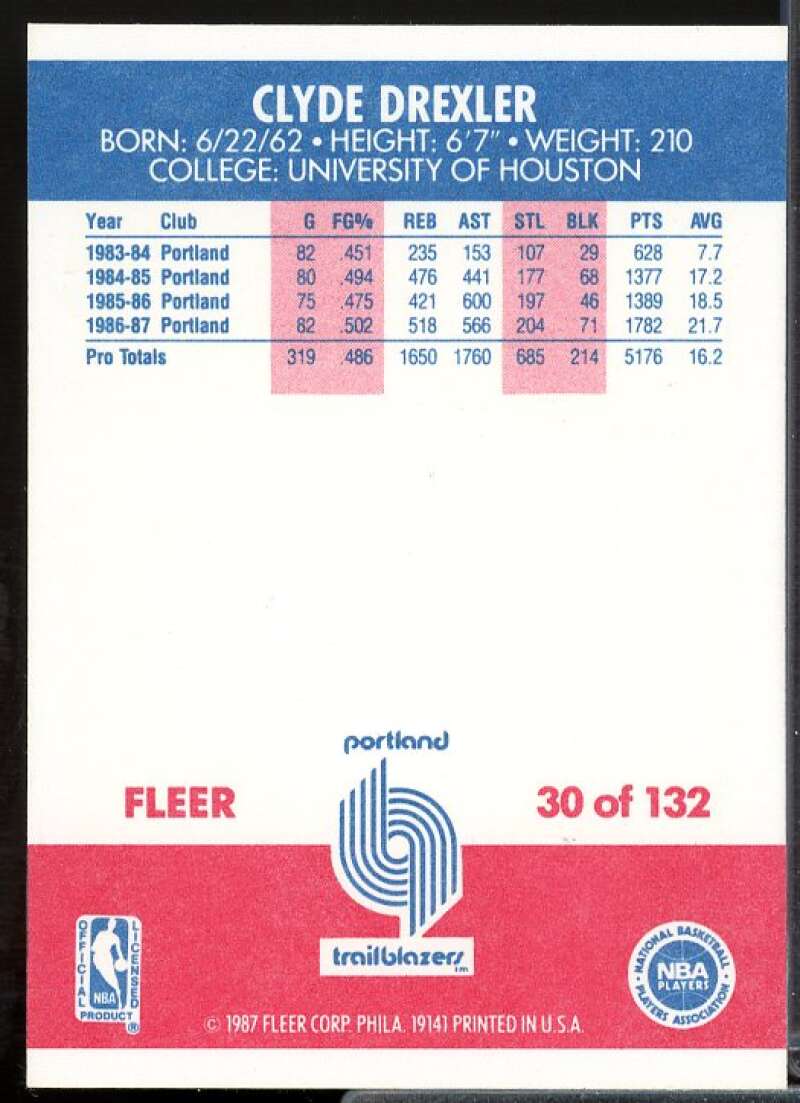 CLYDE DREXLER
BORN: 6/22/62 • HEIGHT: 6'7" • WEIGHT: 210
COLLEGE: UNIVERSITY OF HOUSTON
Year Club G FG% REB AST STL BLK PTS AVG
1983-84 Portland 82 .451 235 153 107 29 628 7.7
1984-85 Portland 80 .494 476 441 177 68 1377 17.2
1985-86 Portland 75 .475 421 600 197 46 1389 18.5
1986-87 Portland 82 .502 518 566 204 71 1782 21.7
Pro Totals 319 .486 1650 1760 685 214 5176 16.2
portland
FLEER
30 of 132
trailblazers
TM
OFFICIAL LICENSED
NBA
PRODUCT ®
NATIONAL BASKETBALL
NBA
PLAYERS
PLAYERS ASSOCIATION
© 1987 FLEER CORP. PHILA. 19141 PRINTED IN U.S.A.